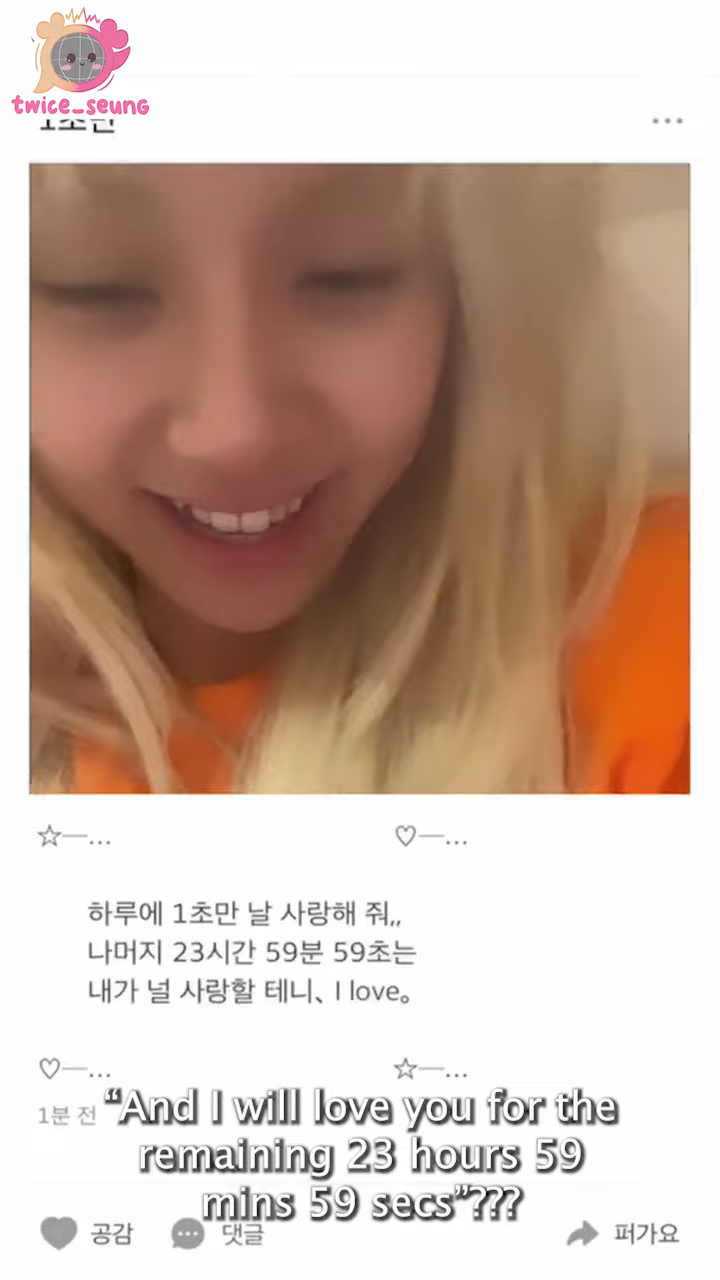 twice_seung
1초만
...
☆—...
♡—...
하루에 1초만 날 사랑해 줘,,
나머지 23시간 59분 59초는
내가 널 사랑할 테니、I love。
♡—...
☆—...
1분 전
“And I will love you for the
remaining 23 hours 59
mins 59 secs”???
공감
댓글
퍼가요